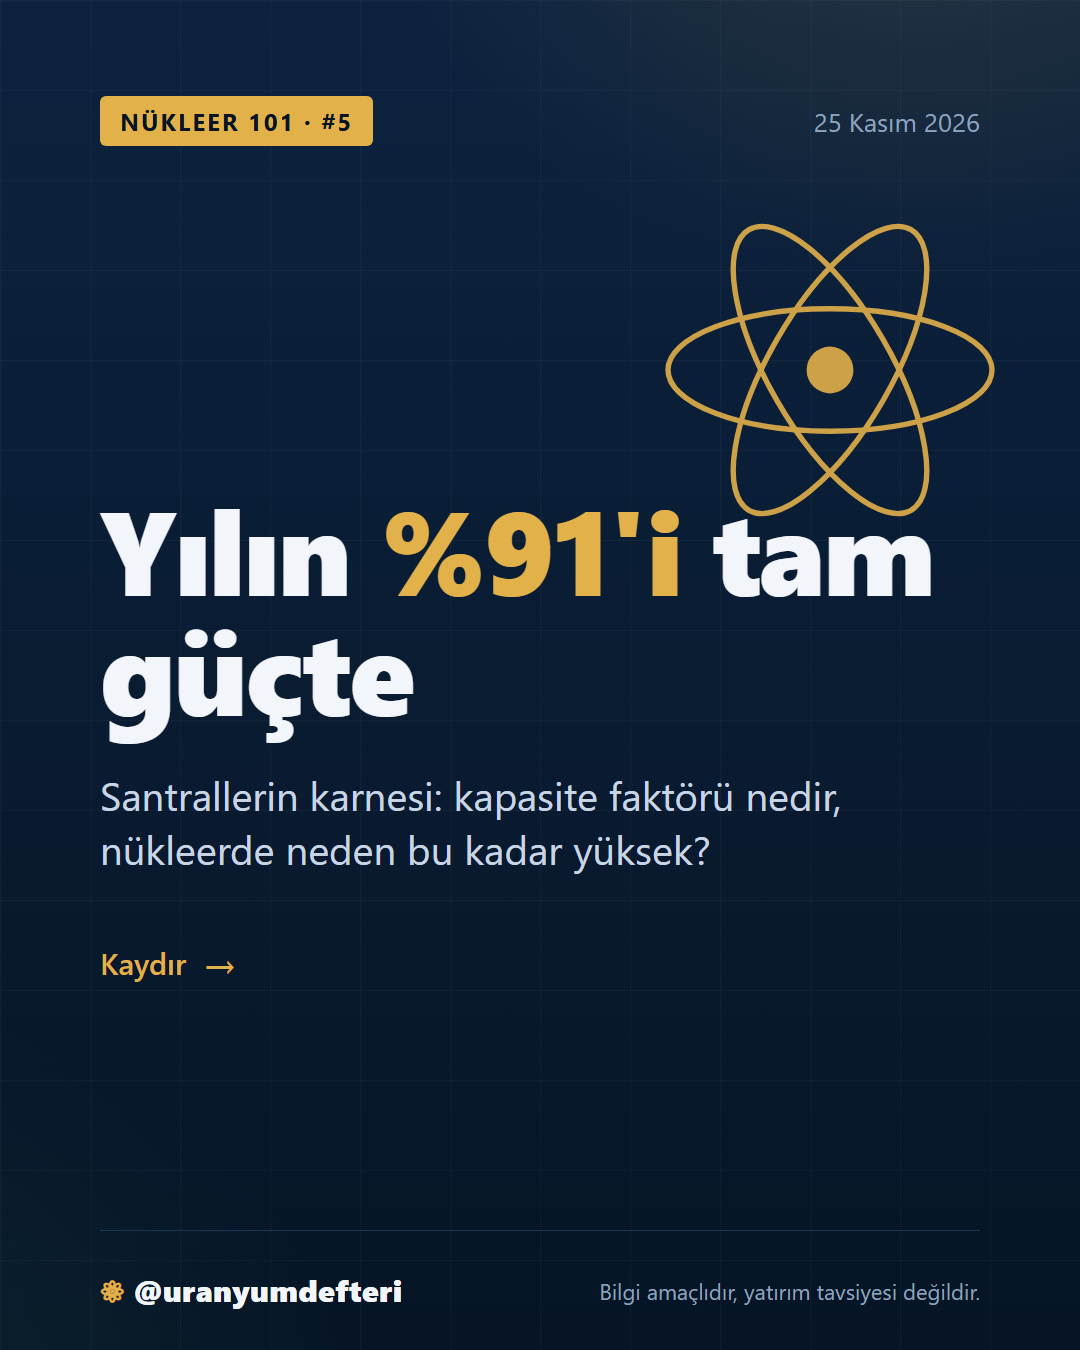 NÜKLEER 101 · #5
25 Kasım 2026
Yılın %91'i tam
güçte
Santrallerin karnesi: kapasite faktörü nedir,
nükleerde neden bu kadar yüksek?
Kaydır →
@uranyumdefteri
Bilgi amaçlıdır, yatırım tavsiyesi değildir.